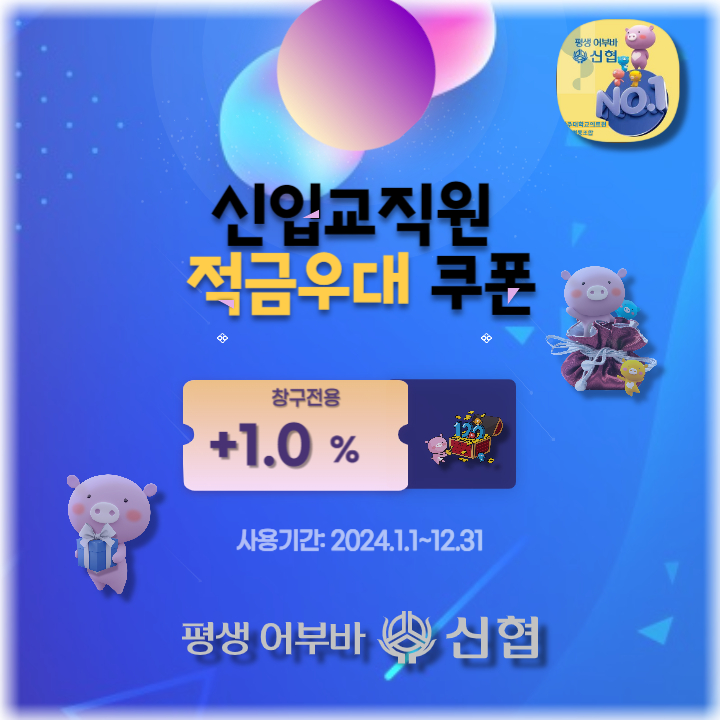 평생 어부바
신협
NO.1
신입교직원
적금우대 쿠폰
창구전용
+1.0 %
120
사용기간: 2024.1.1~12.31
평생 어부바 신협